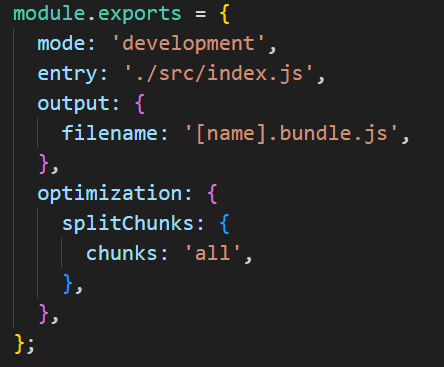 module.exports = {
  mode: 'development',
  entry: './src/index.js',
  output: {
    filename: '[name].bundle.js',
  },
  optimization: {
    splitChunks: {
      chunks: 'all',
    },
  },
};